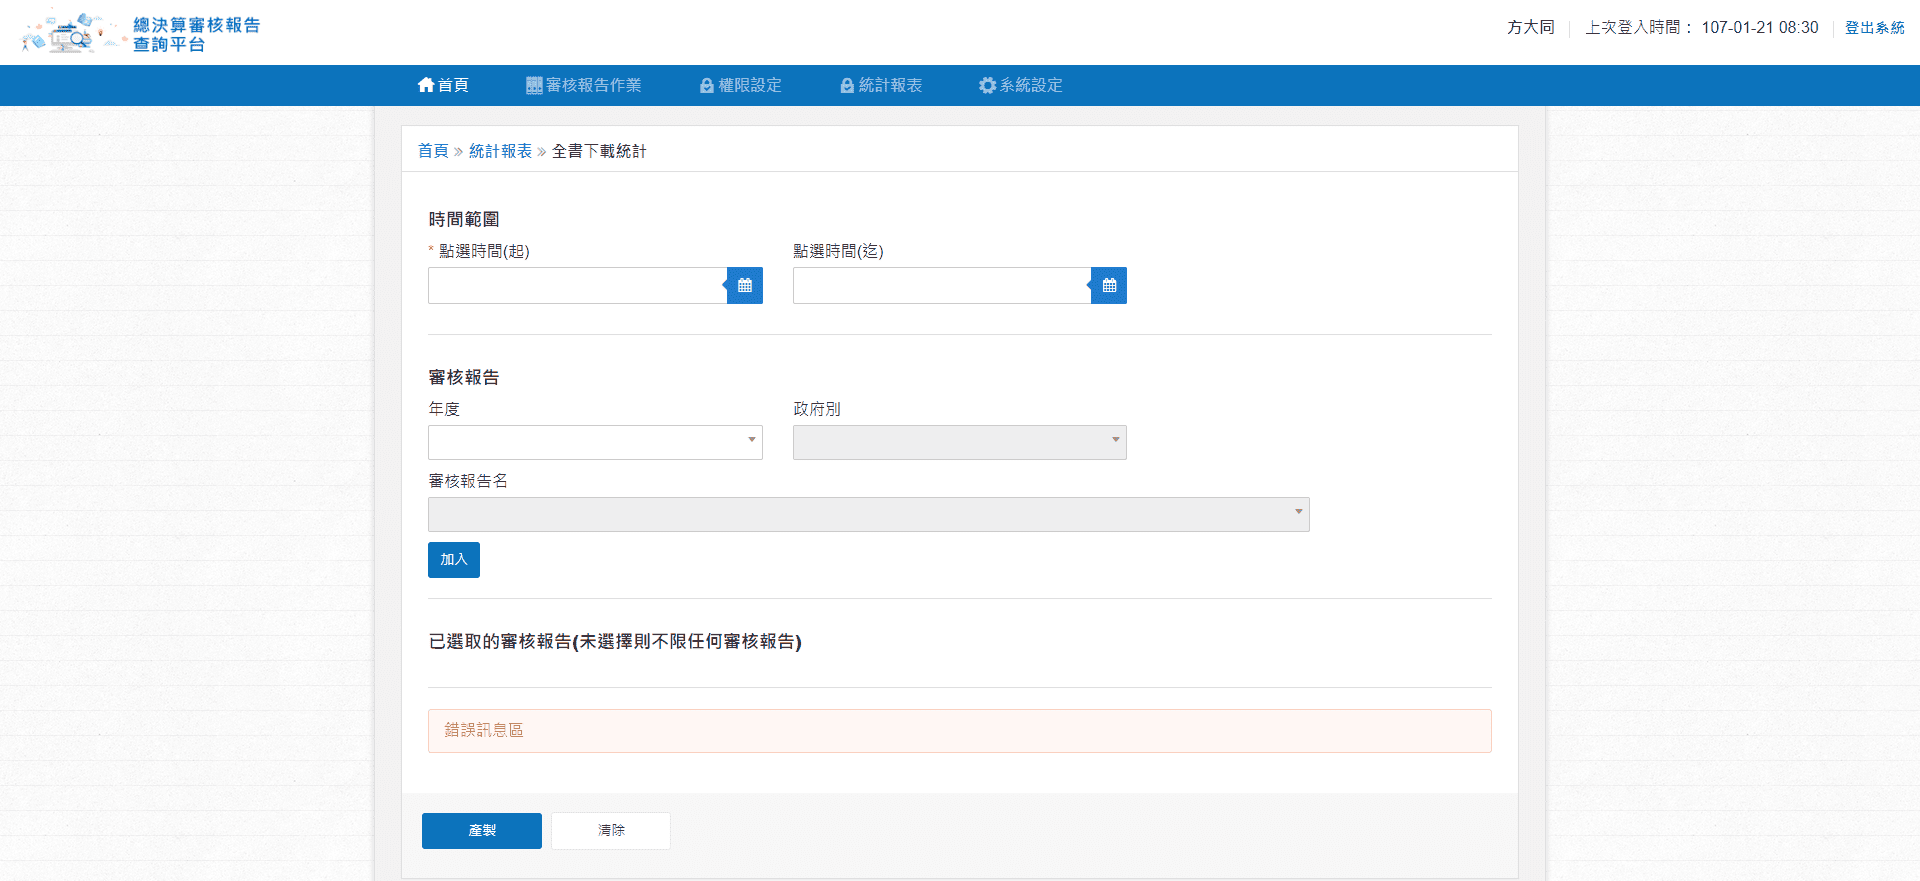 總決算審核報告
查詢平台
方大同 上次登入時間： 107-01-21 08:30 登出系統
首頁 審核報告作業 權限設定 統計報表 系統設定
首頁 » 統計報表 » 全書下載統計
時間範圍
* 點選時間(起) 點選時間(迄)
審核報告
年度 政府別
審核報告名
加入
已選取的審核報告(未選擇則不限任何審核報告)
錯誤訊息區
產製 清除